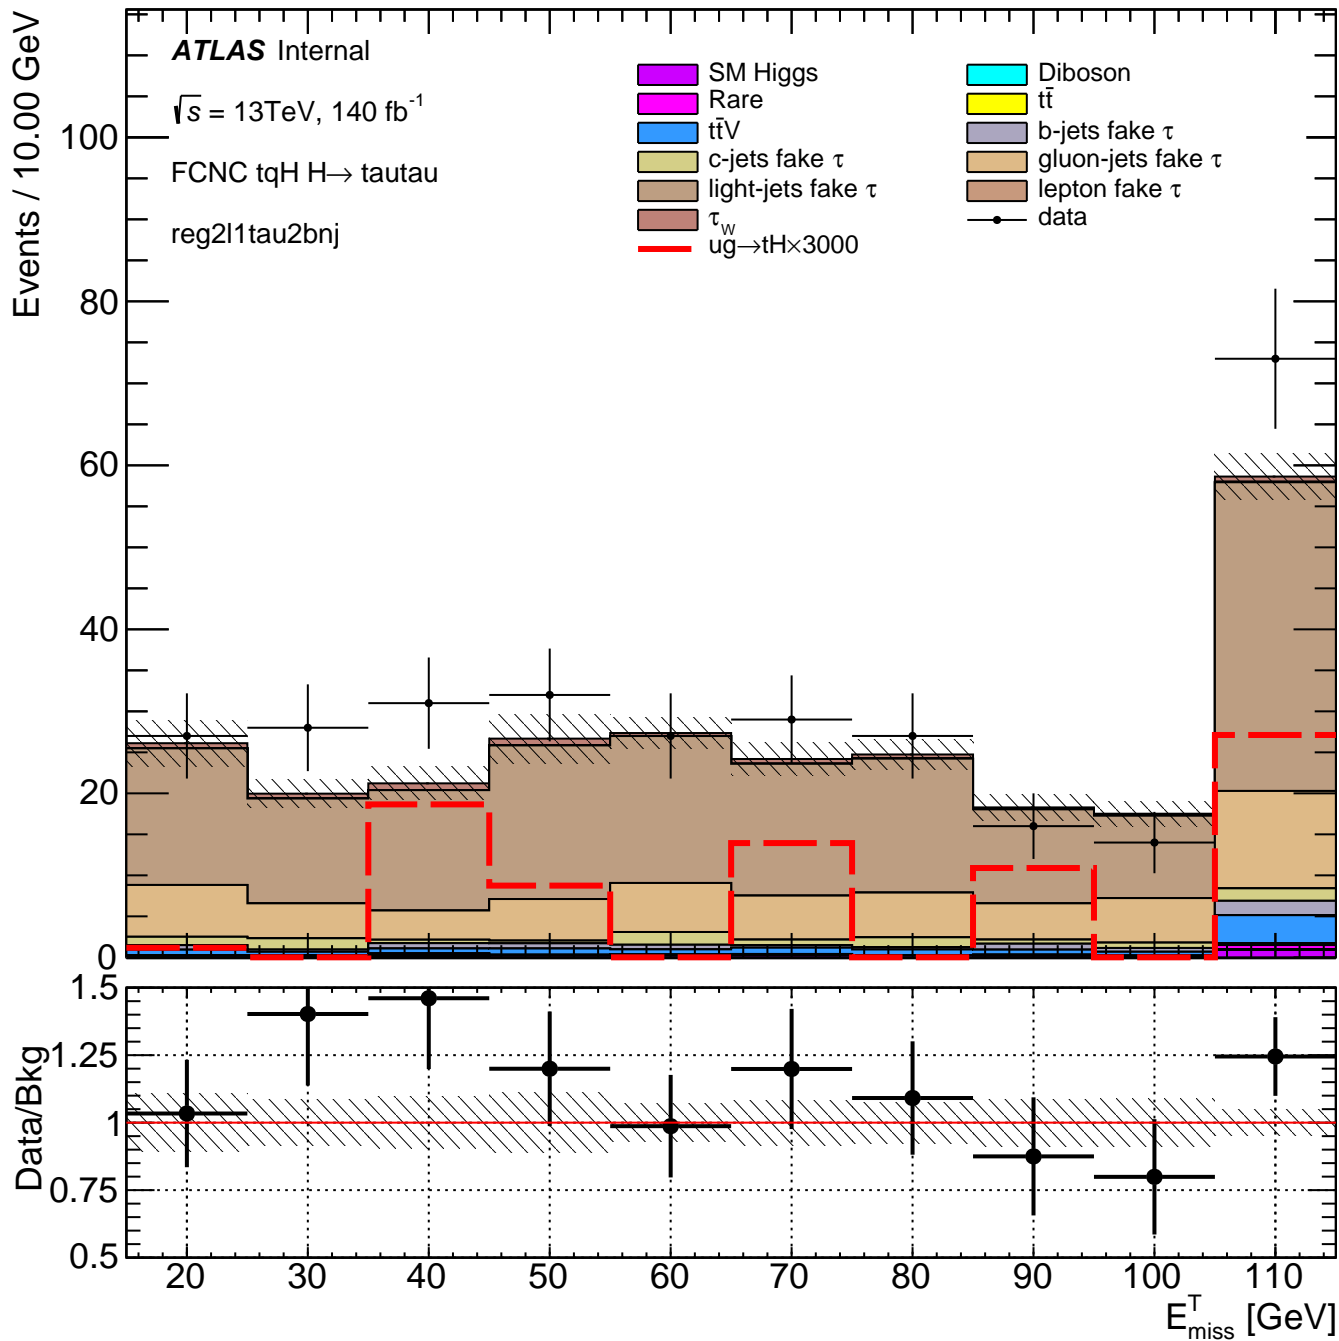 Events / 10.00 GeV
ATLAS Internal
√s = 13TeV, 140 fb⁻¹
FCNC tqH H→ tautau
reg2l1tau2bnj
SM Higgs
Rare
tt̄V
c-jets fake τ
light-jets fake τ
τ_W
ug→tH×3000
Diboson
tt̄
b-jets fake τ
gluon-jets fake τ
lepton fake τ
data
100
80
60
40
20
0
Data/Bkg
1.5
1.25
1
0.75
0.5
20 30 40 50 60 70 80 90 100 110
E^T_miss [GeV]